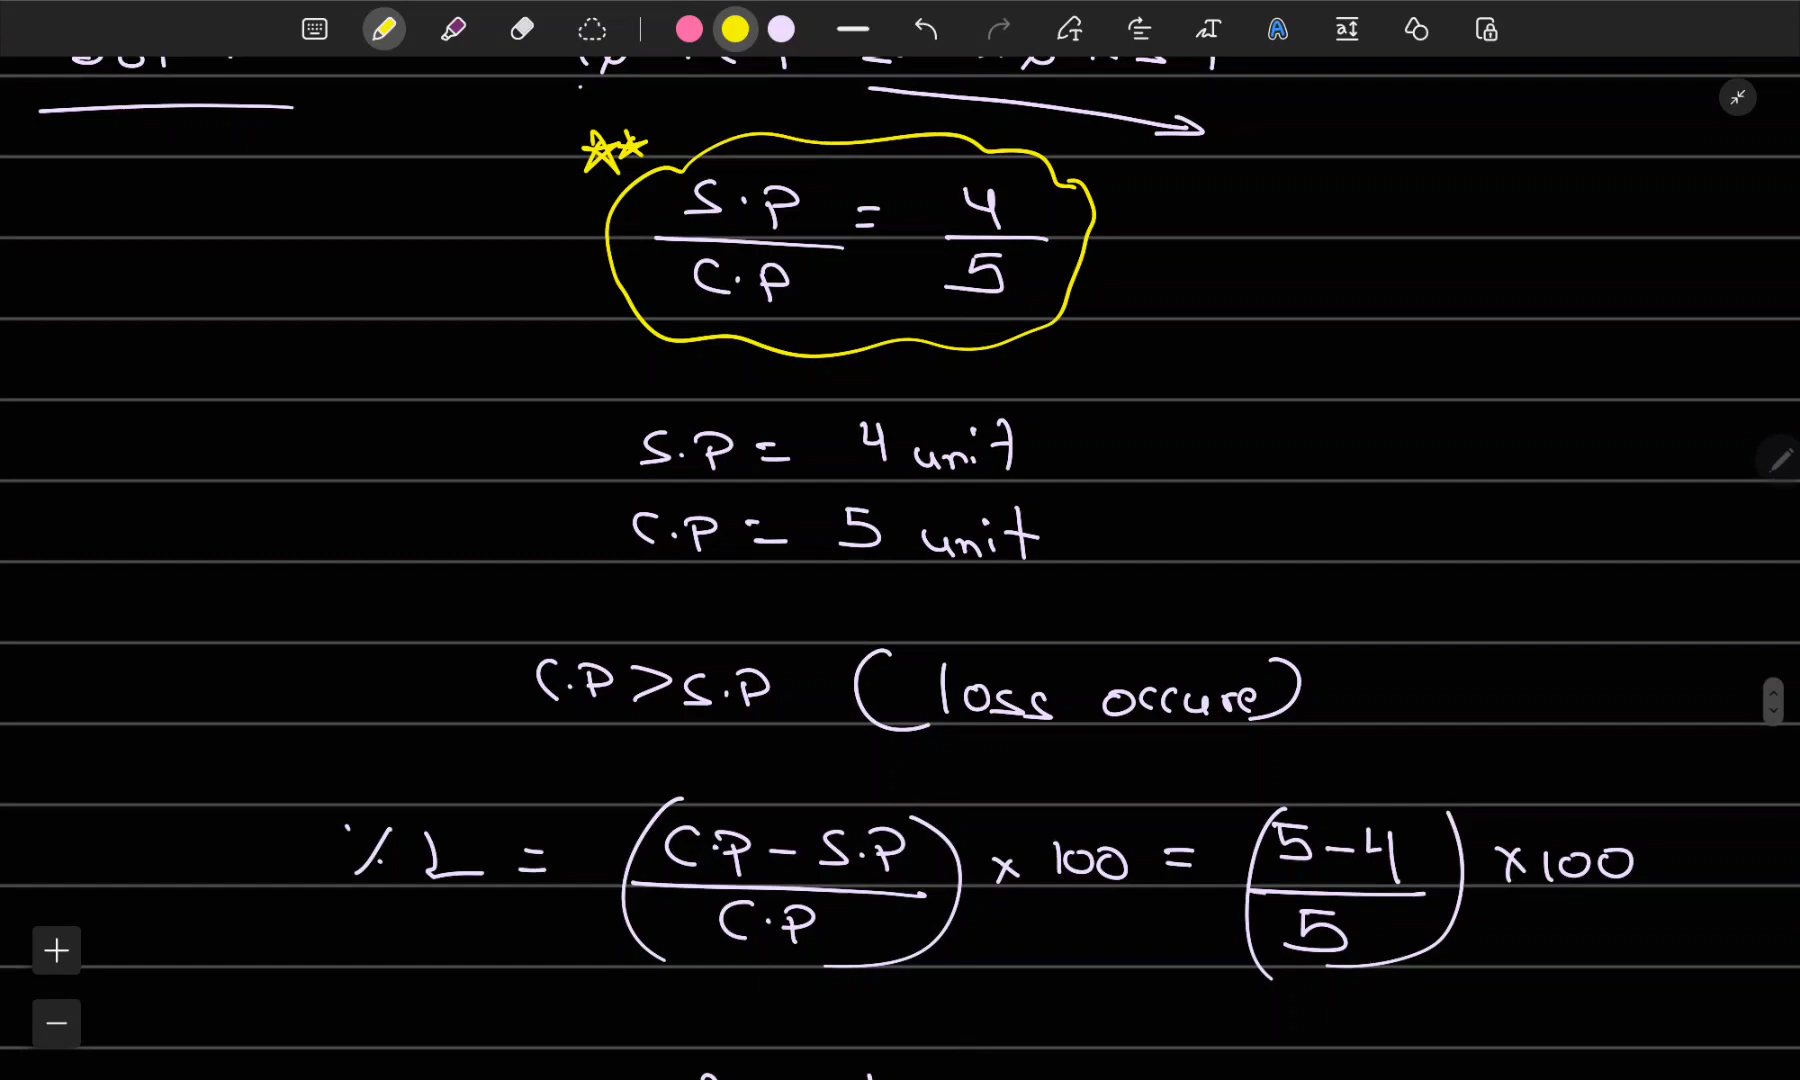 S.P / C.P = 4 / 5
S.P = 4 unit
C.P = 5 unit
C.P > S.P (loss occure)
% L = (C.P - S.P / C.P) × 100 = (5 - 4 / 5) × 100